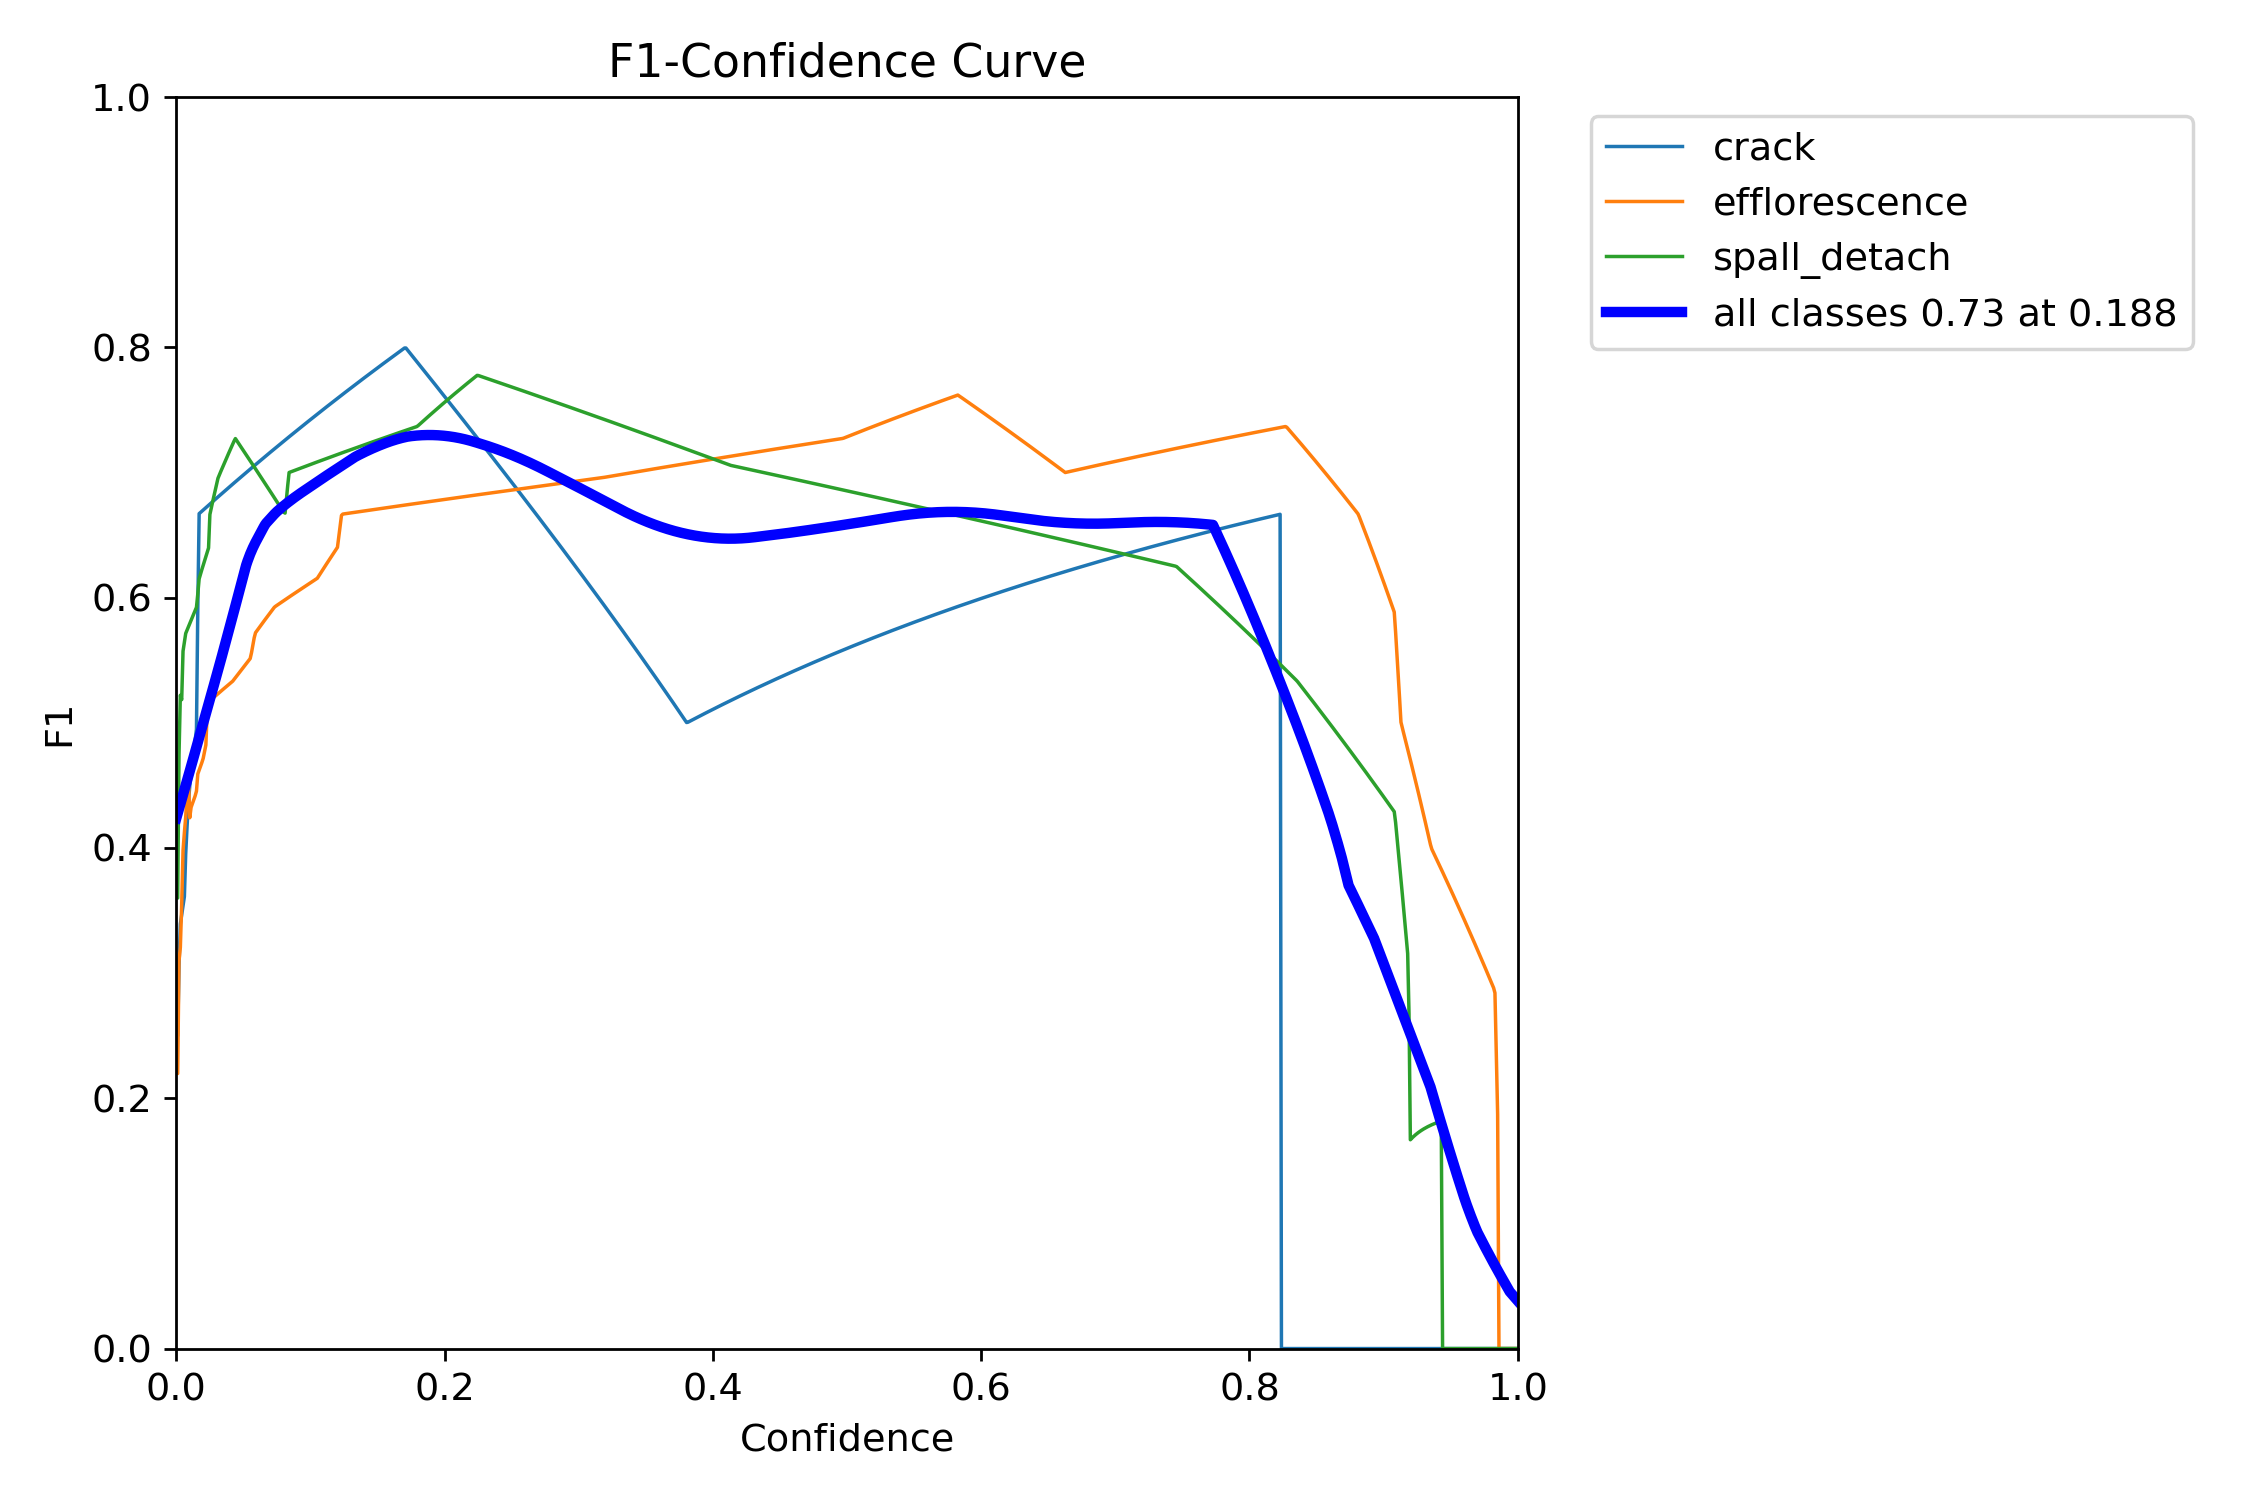 F1-Confidence Curve
1.0
0.8
0.6
0.4
0.2
0.0
F1
0.0 0.2 0.4 0.6 0.8 1.0
Confidence
crack
efflorescence
spall_detach
all classes 0.73 at 0.188